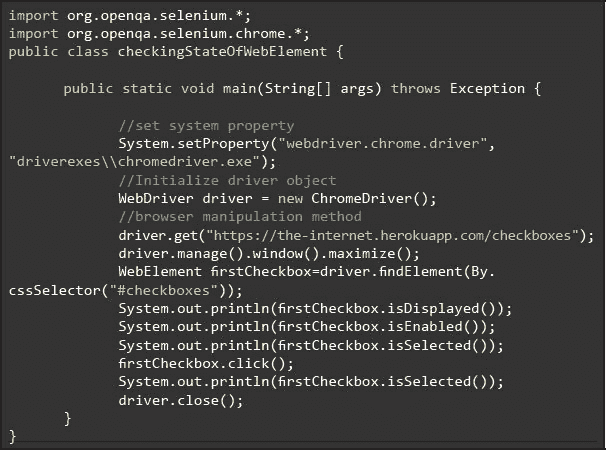 import org.openqa.selenium.*;
import org.openqa.selenium.chrome.*;
public class checkingStateOfWebElement {
public static void main(String[] args) throws Exception {
//set system property
System.setProperty("webdriver.chrome.driver",
"driverexes\\chromedriver.exe");
//Initialize driver object
WebDriver driver = new ChromeDriver();
//browser manipulation method
driver.get("https://the-internet.herokuapp.com/checkboxes");
driver.manage().window().maximize();
WebElement firstCheckbox=driver.findElement(By.
cssSelector("#checkboxes"));
System.out.println(firstCheckbox.isDisplayed());
System.out.println(firstCheckbox.isEnabled());
System.out.println(firstCheckbox.isSelected());
firstCheckbox.click();
System.out.println(firstCheckbox.isSelected());
driver.close();
}
}